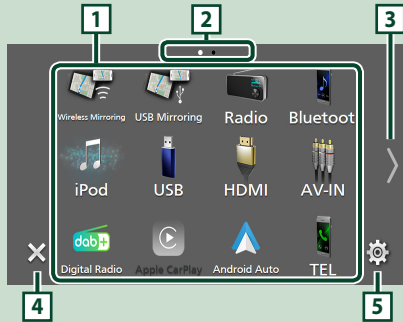 1
2
3
Wireless Mirroring
USB Mirroring
Radio
Bluetoot
iPod
USB
HDMI
AV-IN
dab+
Digital Radio
Apple CarPlay
Android Auto
TEL
4
5